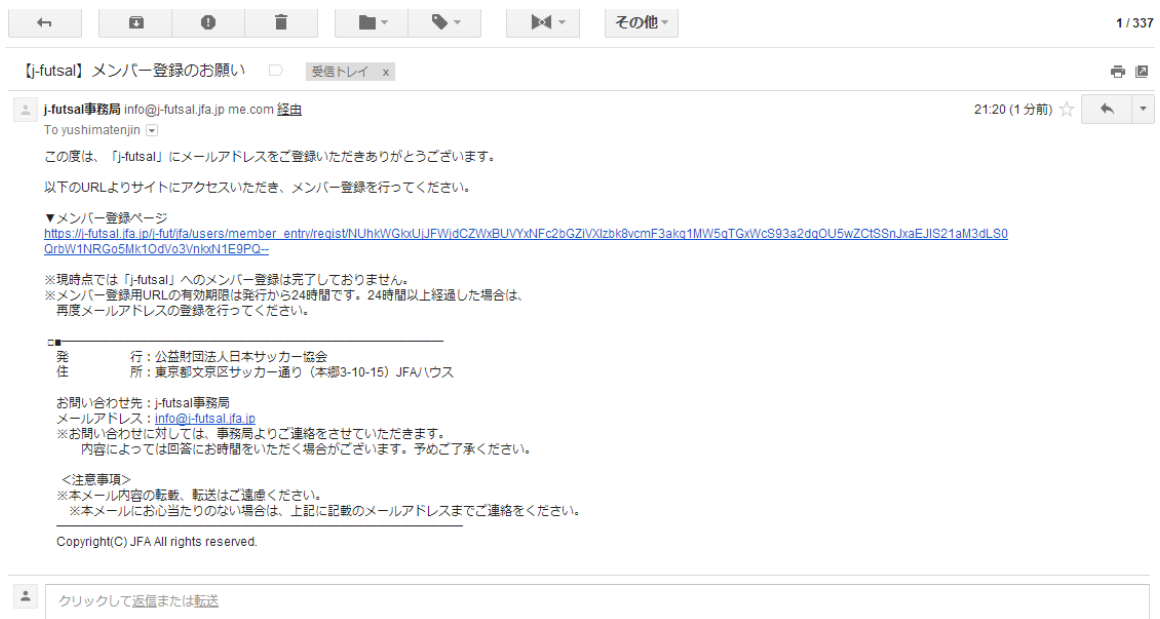 その他
1 / 337
【j-futsal】メンバー登録のお願い
受信トレイ x
j-futsal事務局 info@j-futsal.jfa.jp me.com 経由
21:20 (1 分前)
To yushimatenjin
この度は、「j-futsal」にメールアドレスをご登録いただきありがとうございます。
以下のURLよりサイトにアクセスいただき、メンバー登録を行ってください。
▼メンバー登録ページ
https://j-futsal.jfa.jp/j-fut/jfa/users/member_entry/regist/
※現時点では「j-futsal」へのメンバー登録は完了しておりません。
※メンバー登録用URLの有効期限は発行から24時間です。24時間以上経過した場合は、
再度メールアドレスの登録を行ってください。
□■━━━━━━━━━━━━━━━━━━━━━━━━
発 行：公益財団法人日本サッカー協会
住 所：東京都文京区サッカー通り（本郷3-10-15）JFAハウス
お問い合わせ先：j-futsal事務局
メールアドレス：info@j-futsal.jfa.jp
※お問い合わせに対しては、事務局よりご連絡をさせていただきます。
内容によっては回答にお時間をいただく場合がございます。予めご了承ください。
＜注意事項＞
※本メール内容の転載、転送はご遠慮ください。
※本メールにお心当たりのない場合は、上記に記載のメールアドレスまでご連絡をください。
Copyright(C) JFA All rights reserved.
クリックして返信または転送